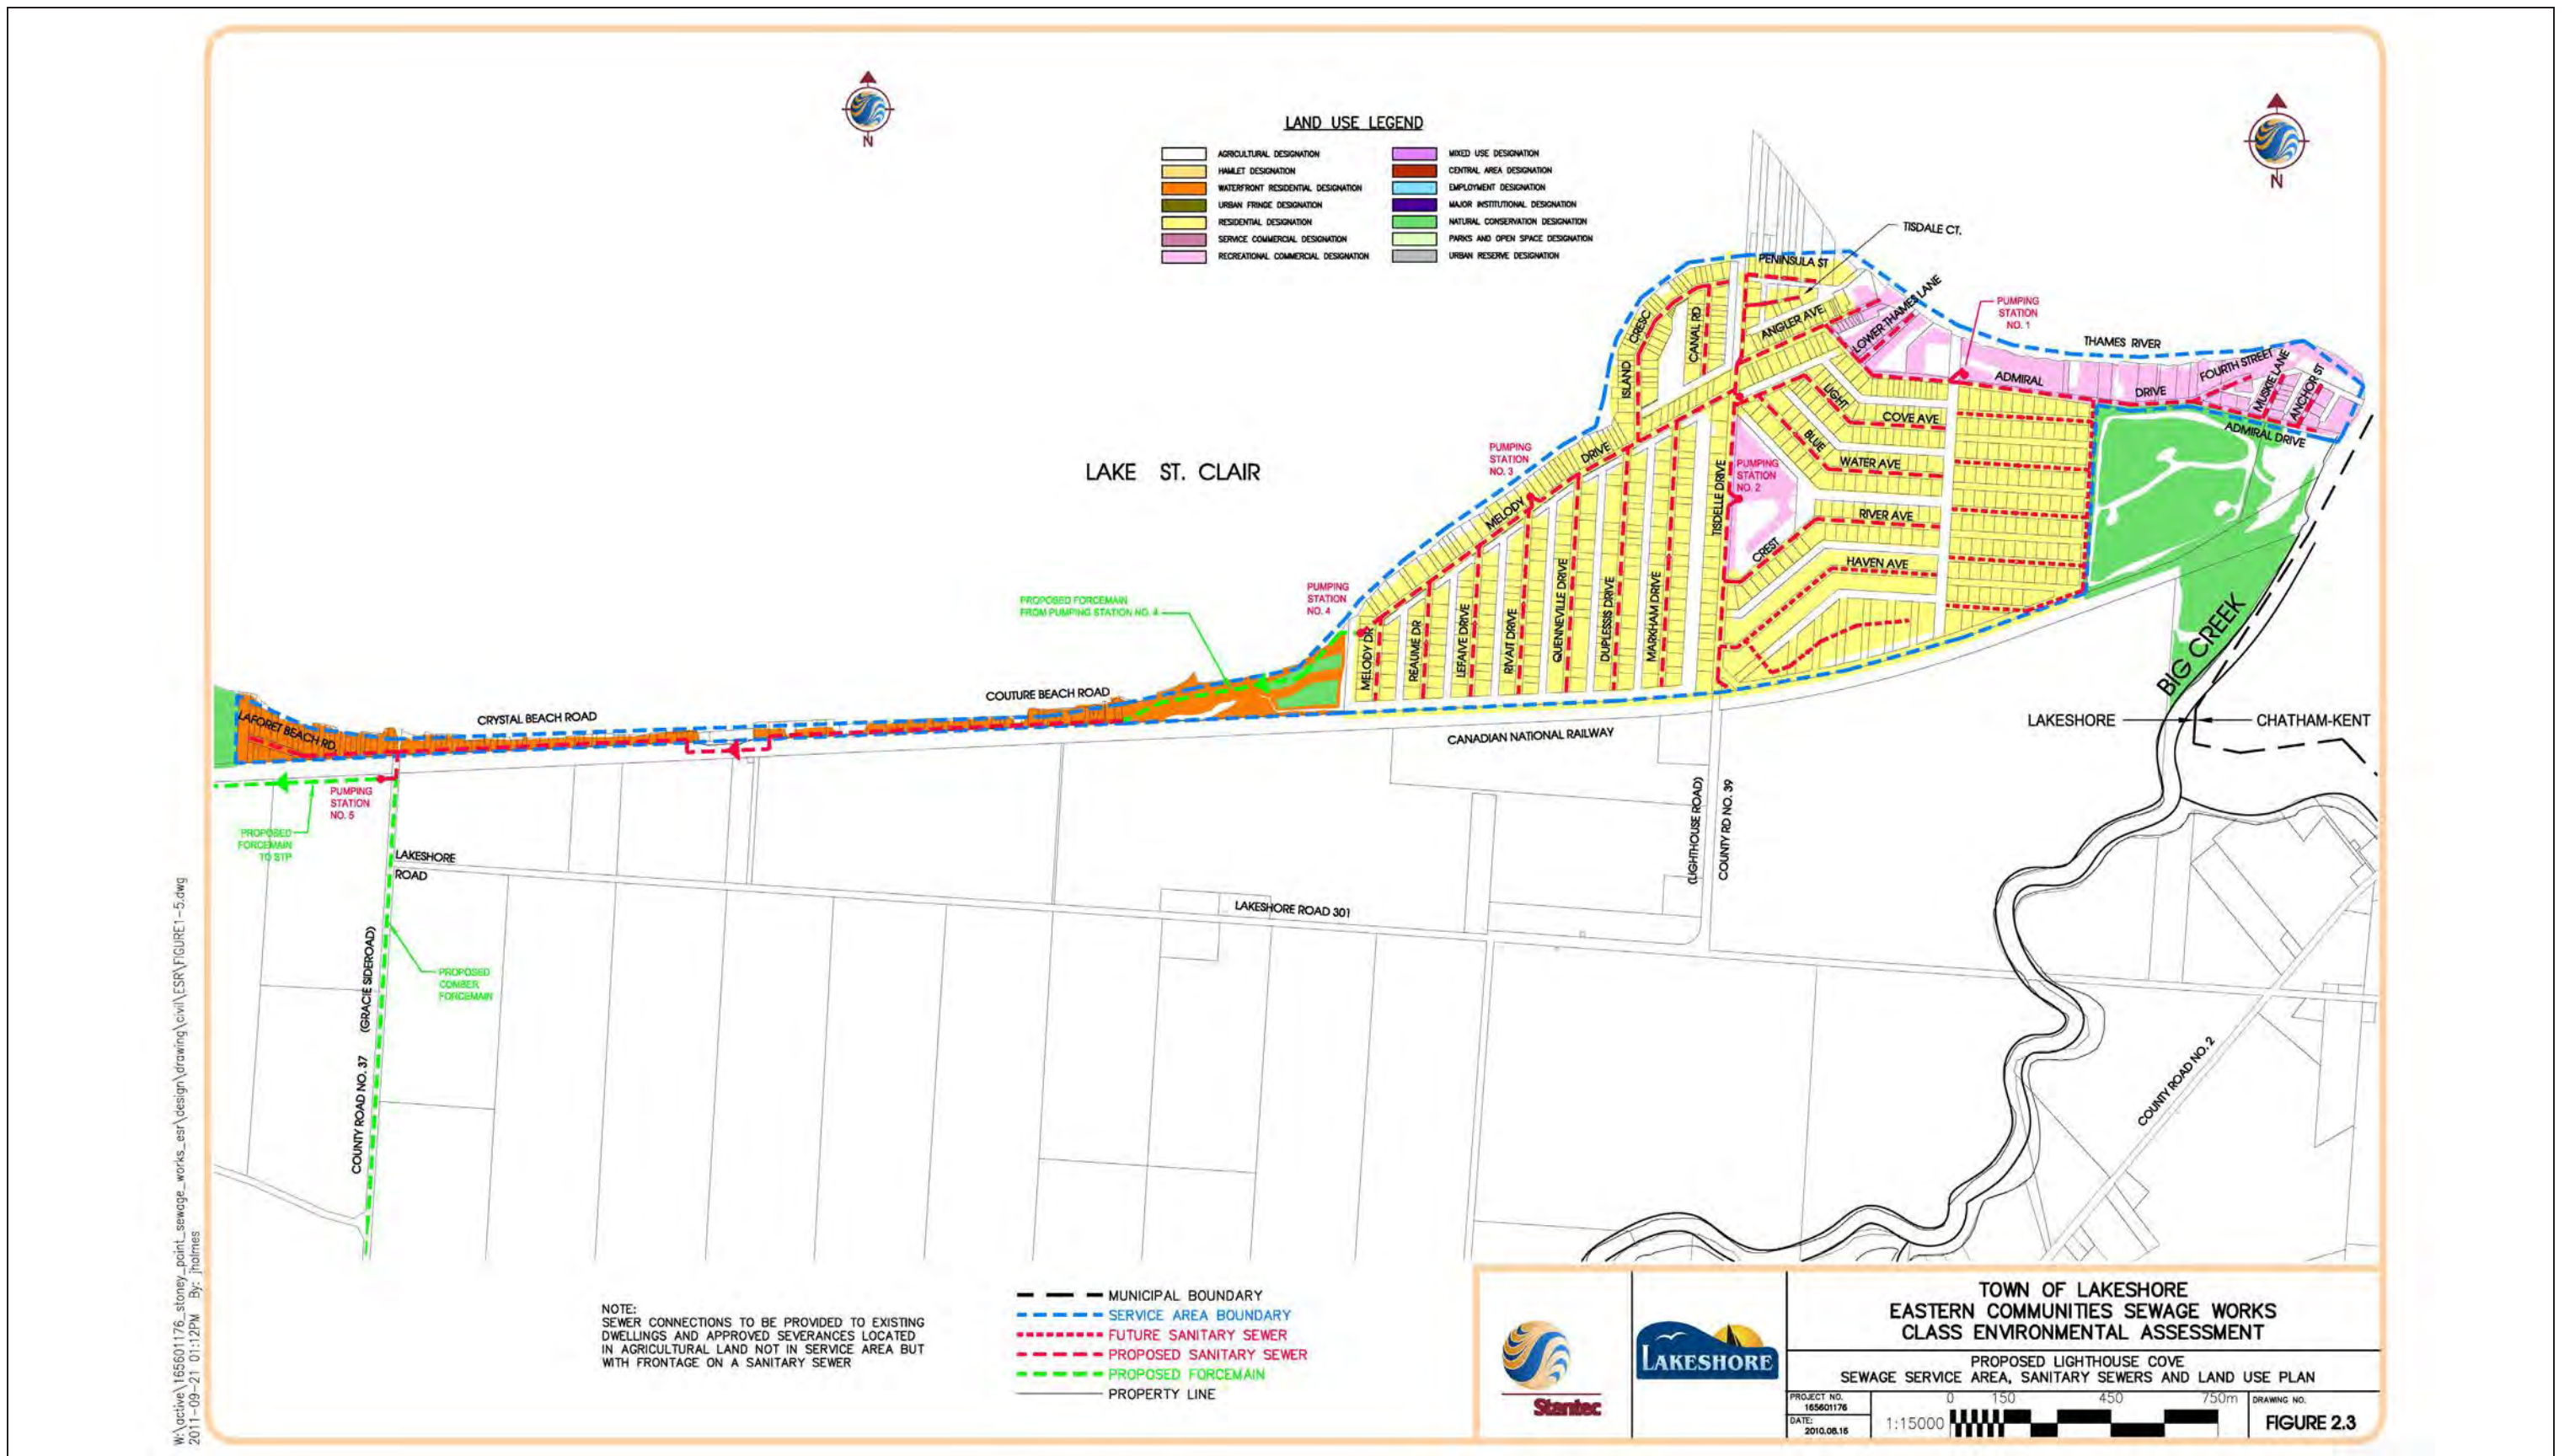 N
N
LAND USE LEGEND
AGRICULTURAL DESIGNATION
HAMLET DESIGNATION
WATERFRONT RESIDENTIAL DESIGNATION
URBAN FRINGE DESIGNATION
RESIDENTIAL DESIGNATION
SERVICE COMMERCIAL DESIGNATION
RECREATIONAL COMMERCIAL DESIGNATION
MIXED USE DESIGNATION
CENTRAL AREA DESIGNATION
EMPLOYMENT DESIGNATION
MAJOR INSTITUTIONAL DESIGNATION
NATURAL CONSERVATION DESIGNATION
PARKS AND OPEN SPACE DESIGNATION
URBAN RESERVE DESIGNATION
TISDALE CT.
PENINSULA ST
ISLAND CRESC
CANAL RD
ANGLER AVE
LOWER THAMES LANE
PUMPING
STATION
NO. 1
THAMES RIVER
ADMIRAL DRIVE
FOURTH STREET
MUSKIE LANE
ANCHOR ST
ADMIRAL DRIVE
LIGHT COVE AVE
BLUE WATER AVE
CREST RIVER AVE
HAVEN AVE
LAKE ST. CLAIR
PUMPING
STATION
NO. 3
MELODY DRIVE
PUMPING
STATION
NO. 2
TISDELLE DRIVE
PUMPING
STATION
NO. 4
PROPOSED FORCEMAIN
FROM PUMPING STATION NO. 4
MELODY DR
REAUME DR
LEFAIVE DRIVE
RIVAIT DRIVE
QUENNEVILLE DRIVE
DUPLESSIS DRIVE
MARKHAM DRIVE
BIG CREEK
LAKESHORE
CHATHAM-KENT
COUTURE BEACH ROAD
CRYSTAL BEACH ROAD
LAFORET BEACH RD.
CANADIAN NATIONAL RAILWAY
PUMPING
STATION
NO. 5
PROPOSED
FORCEMAIN
TO STP
LAKESHORE
ROAD
LAKESHORE ROAD 301
(LIGHTHOUSE ROAD)
COUNTY RD NO. 39
PROPOSED
COMBER
FORCEMAIN
COUNTY ROAD NO. 37 (GRACIE SIDEROAD)
COUNTY ROAD NO. 2
W:\active\165601176_stoney_point_sewage_works_esr\design\drawing\civil\ESR\FIGURE1-5.dwg
2011-09-21 01:12PM By: jholmes
NOTE:
SEWER CONNECTIONS TO BE PROVIDED TO EXISTING
DWELLINGS AND APPROVED SEVERANCES LOCATED
IN AGRICULTURAL LAND NOT IN SERVICE AREA BUT
WITH FRONTAGE ON A SANITARY SEWER
MUNICIPAL BOUNDARY
SERVICE AREA BOUNDARY
FUTURE SANITARY SEWER
PROPOSED SANITARY SEWER
PROPOSED FORCEMAIN
PROPERTY LINE
Stantec
LAKESHORE
TOWN OF LAKESHORE
EASTERN COMMUNITIES SEWAGE WORKS
CLASS ENVIRONMENTAL ASSESSMENT
PROPOSED LIGHTHOUSE COVE
SEWAGE SERVICE AREA, SANITARY SEWERS AND LAND USE PLAN
PROJECT NO.
165601176
DATE:
2010.08.16
1:15000
0 150 450 750m
DRAWING NO.
FIGURE 2.3